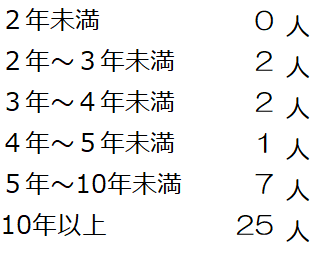 ２年未満 0 人
２年～３年未満 2 人
３年～４年未満 2 人
４年～５年未満 1 人
５年～10年未満 7 人
10年以上 25 人